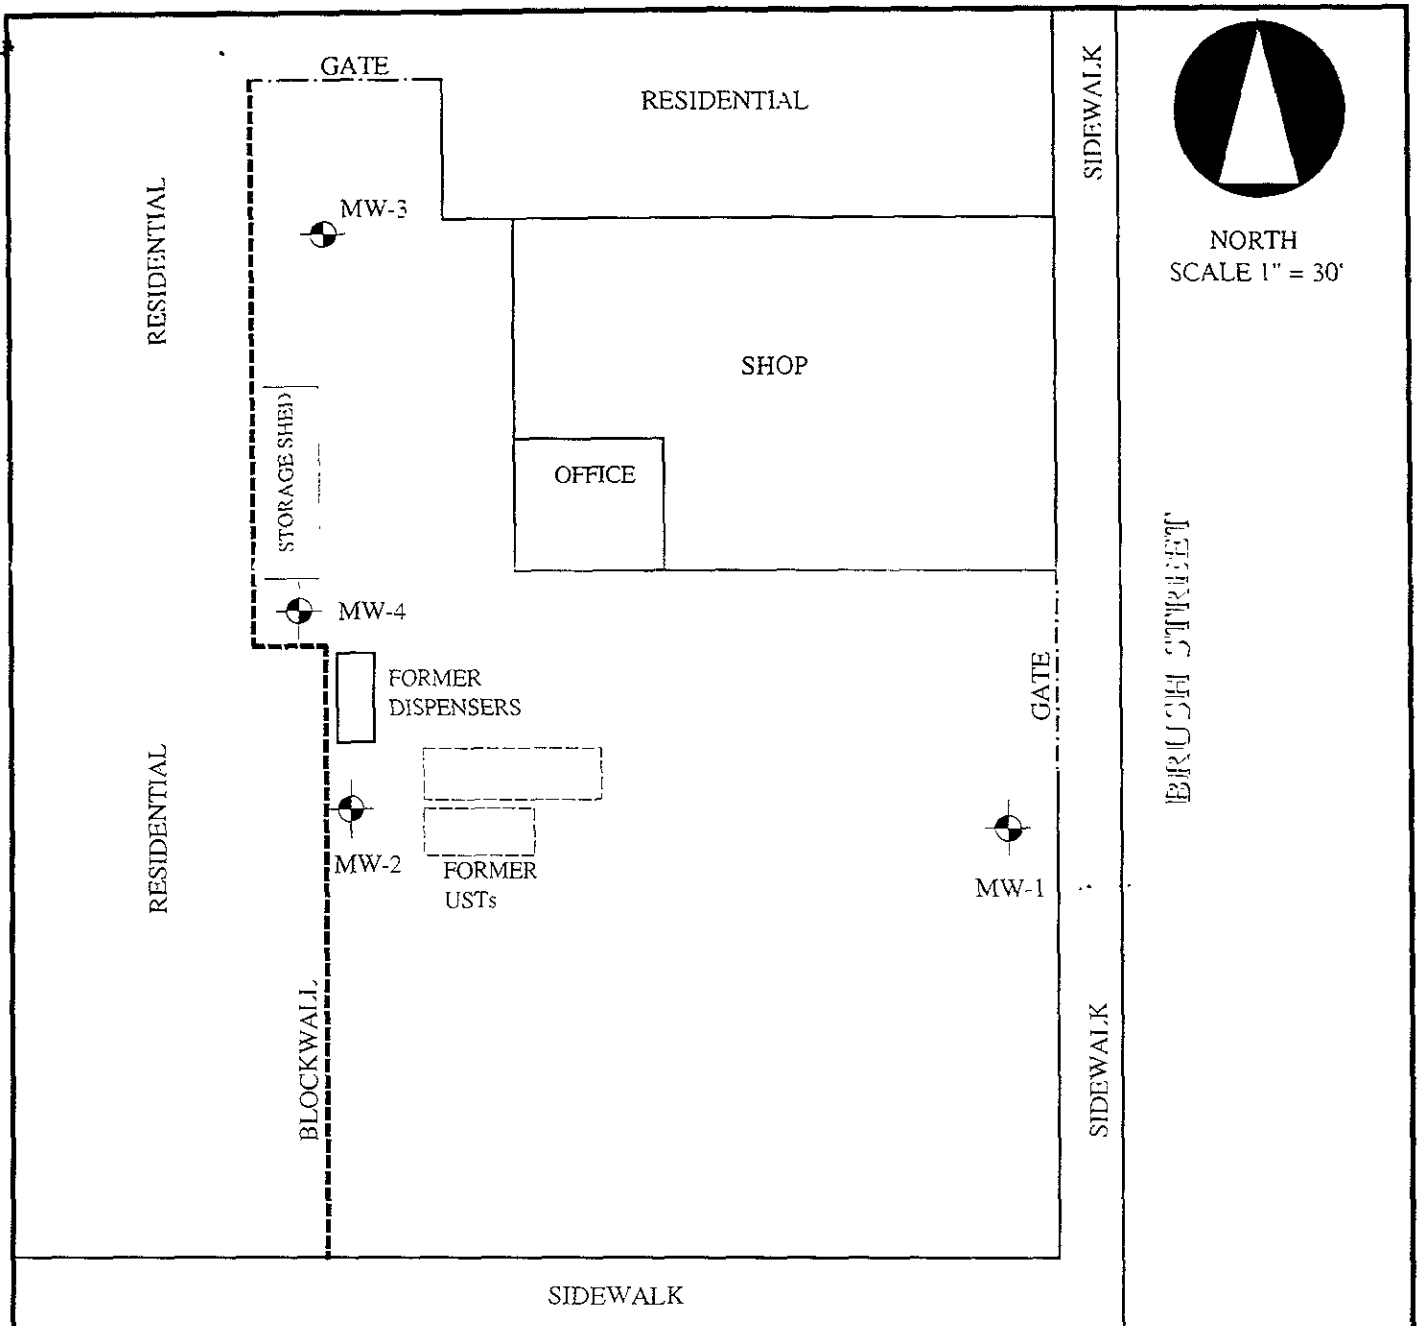 GATE
RESIDENTIAL
SIDEWALK
MW-3
RESIDENTIAL
NORTH
SCALE 1" = 30'
SHOP
STORAGE SHED
OFFICE
MW-4
BRUSH STREET
GATE
FORMER
DISPENSERS
RESIDENTIAL
MW-2
FORMER
USTs
MW-1
BLOCKWALL
SIDEWALK
SIDEWALK